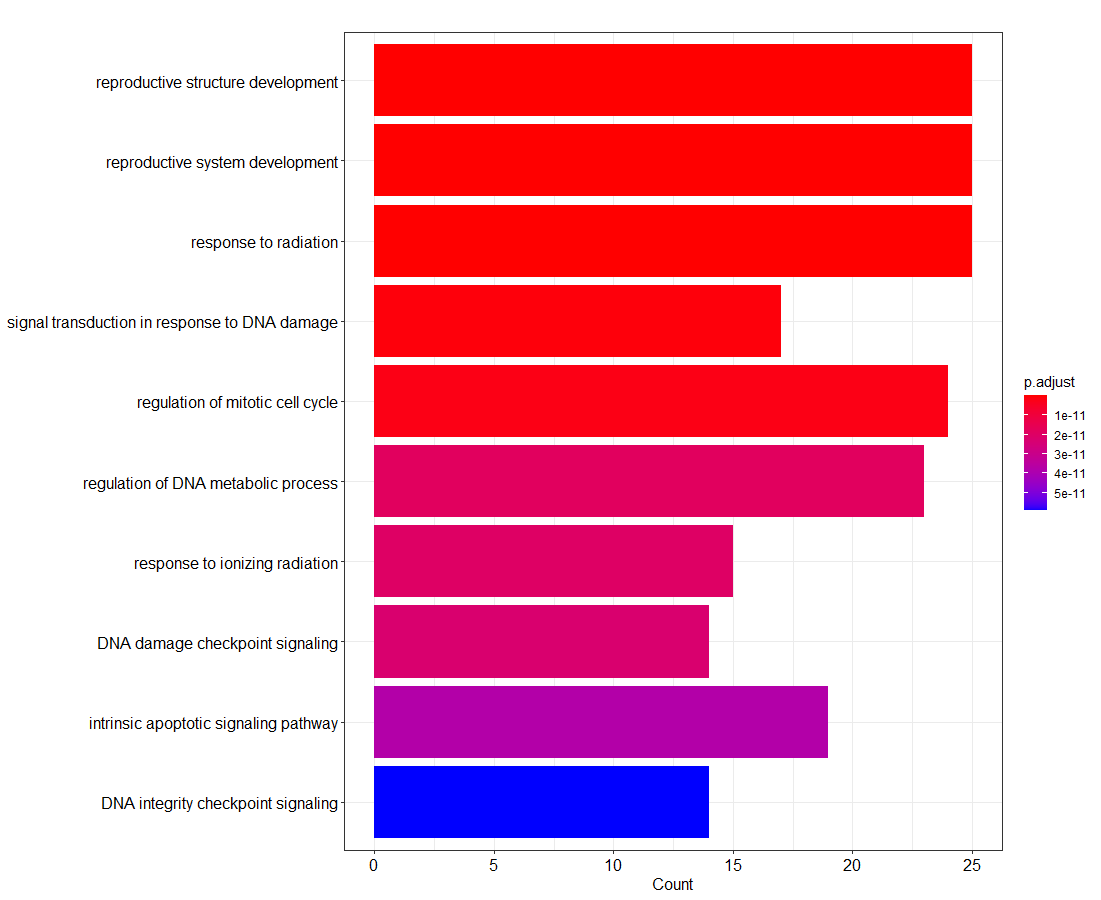 reproductive structure development
reproductive system development
response to radiation
signal transduction in response to DNA damage
regulation of mitotic cell cycle
regulation of DNA metabolic process
response to ionizing radiation
DNA damage checkpoint signaling
intrinsic apoptotic signaling pathway
DNA integrity checkpoint signaling
0 5 10 15 20 25
Count
p.adjust
1e-11
2e-11
3e-11
4e-11
5e-11